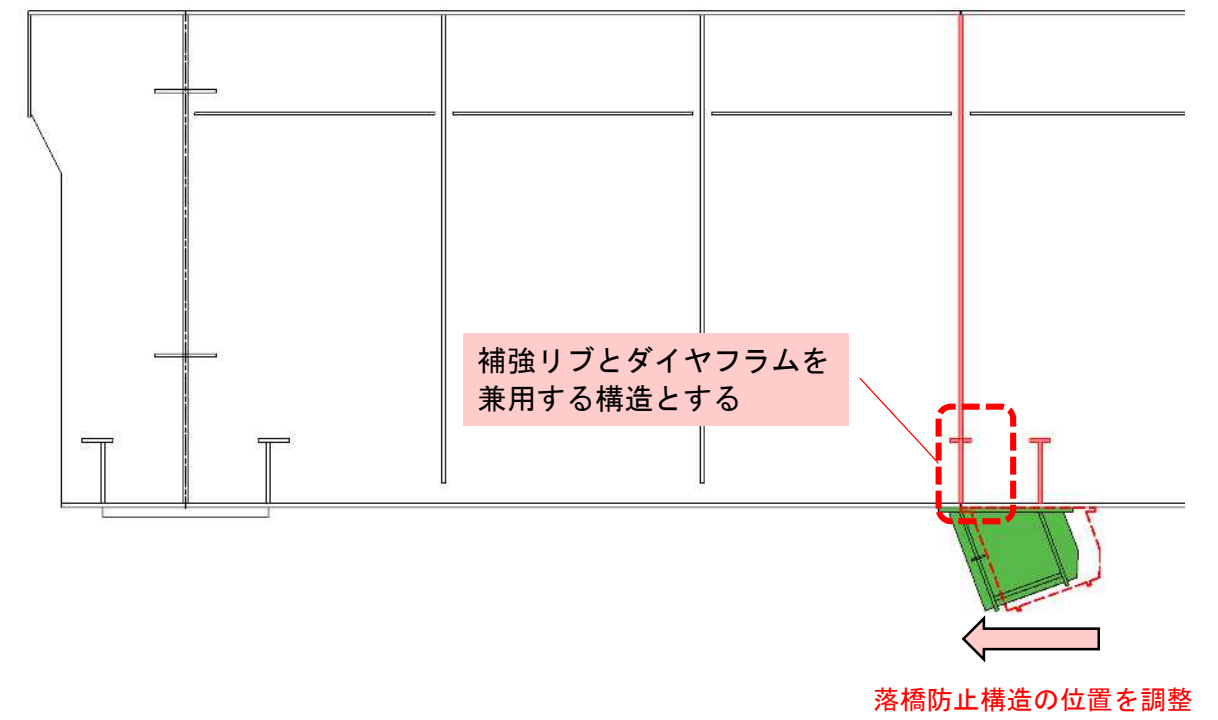 補強リブとダイヤフラムを
兼用する構造とする
落橋防止構造の位置を調整